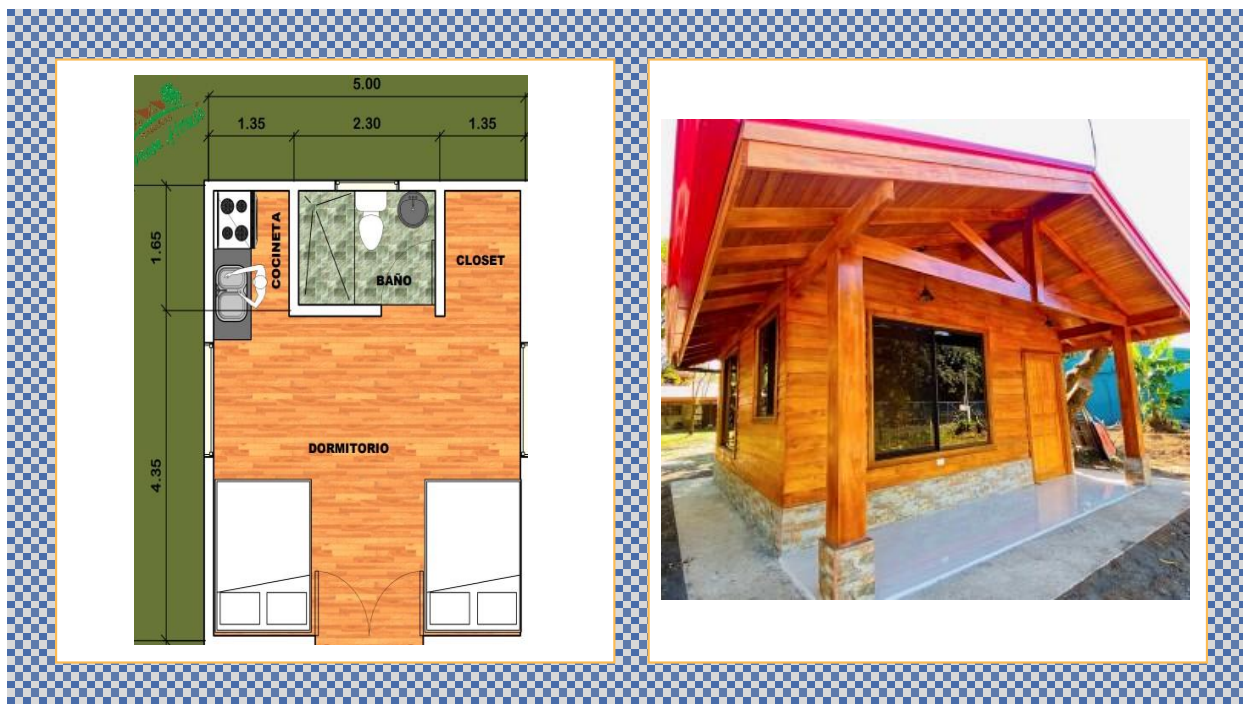 5.00
1.35 2.30 1.35
1.65
COCINETA
BAÑO
CLOSET
4.35
DORMITORIO